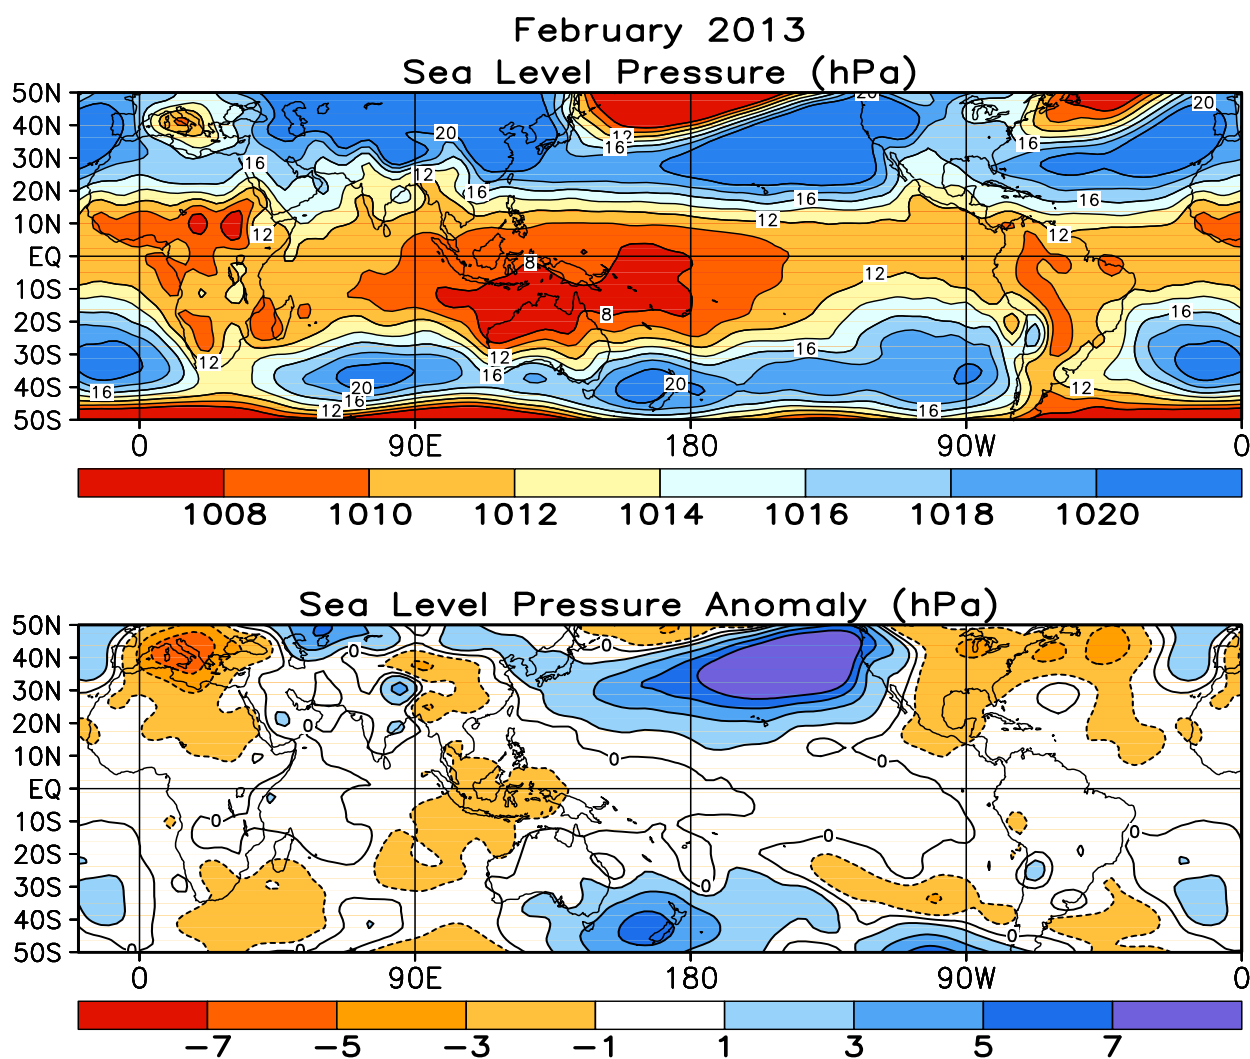 February 2013
Sea Level Pressure (hPa)
50N
40N
30N
20N
10N
EQ
10S
20S
30S
40S
50S
20
20
12
16
20
16
12
16
16
16
12
12
12
8
12
8
16
16
12
12
16
20
20
12
16
16
12
16
0 90E 180 90W 0
1008 1010 1012 1014 1016 1018 1020
Sea Level Pressure Anomaly (hPa)
50N
40N
30N
20N
10N
EQ
10S
20S
30S
40S
50S
0
0
0
0
0
0
0
0
0
0
0
0
0 90E 180 90W 0
−7 −5 −3 −1 1 3 5 7